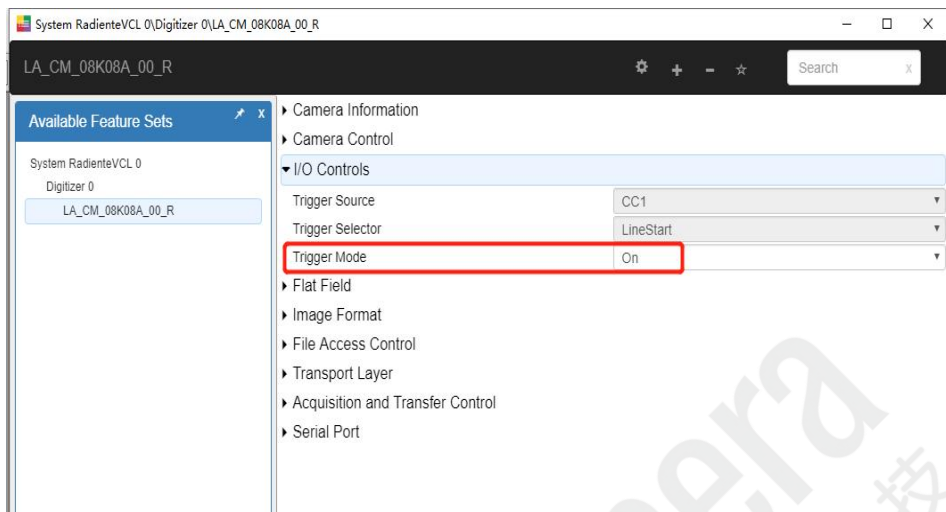 System RadienteVCL 0\Digitizer 0\LA_CM_08K08A_00_R
LA_CM_08K08A_00_R
Search x
Available Feature Sets x
System RadienteVCL 0
Digitizer 0
LA_CM_08K08A_00_R
Camera Information
Camera Control
I/O Controls
Trigger Source CC1
Trigger Selector LineStart
Trigger Mode On
Flat Field
Image Format
File Access Control
Transport Layer
Acquisition and Transfer Control
Serial Port
era
技